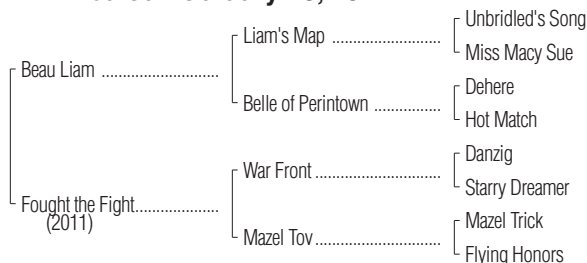 Unbridled's Song
Liam's Map
Miss Macy Sue
Beau Liam
Dehere
Belle of Perintown
Hot Match
Danzig
War Front
Starry Dreamer
Fought the Fight
(2011)
Mazel Trick
Mazel Tov
Flying Honors